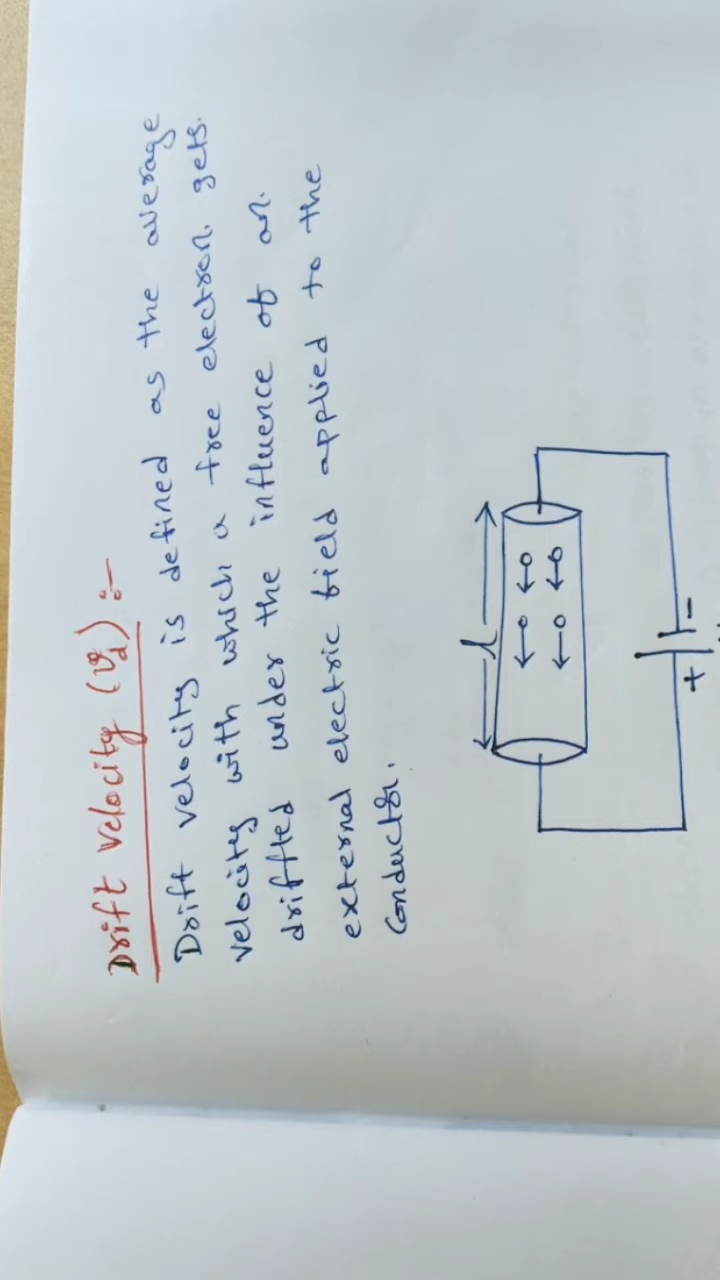 Drift velocity (vd) :-
Drift velocity is defined as the average
velocity with which a free electron gets
driffted under the influence of an
external electric field applied to the
conductor.
l
+ -